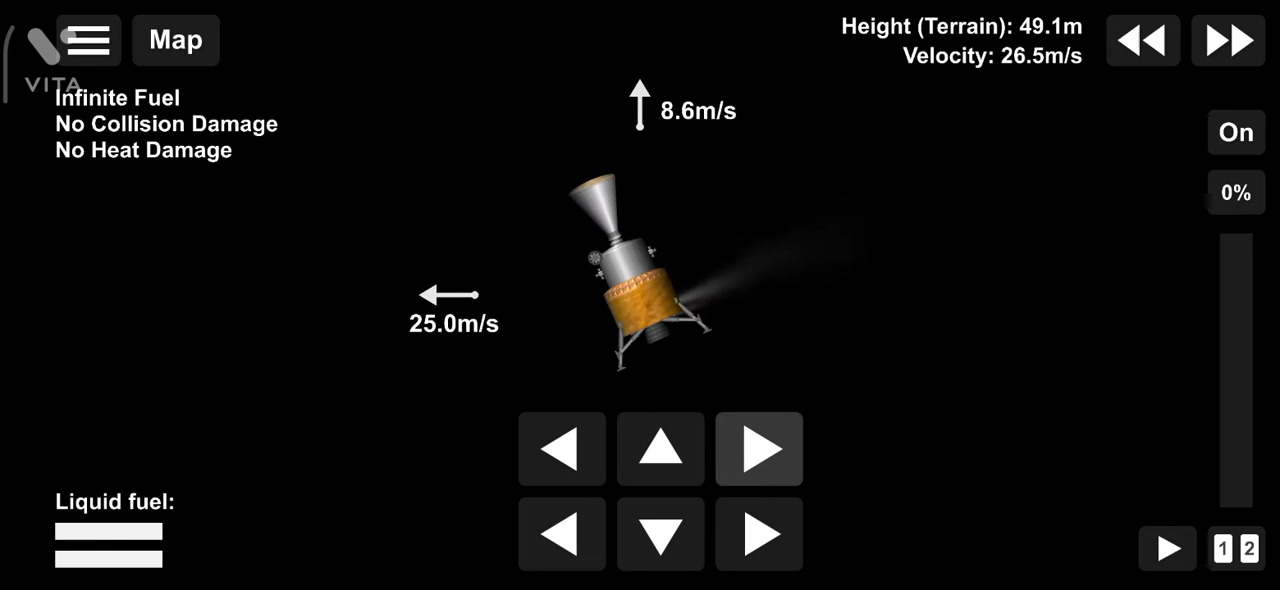 Map
VITA
Infinite Fuel
No Collision Damage
No Heat Damage
Height (Terrain): 49.1m
Velocity: 26.5m/s
8.6m/s
On
0%
25.0m/s
Liquid fuel:
1 2